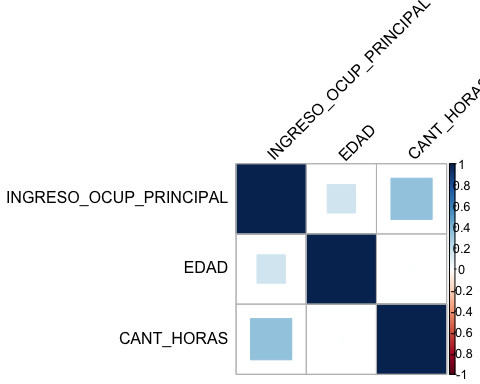 INGRESO_OCUP_PRINCIPAL
EDAD
CANT_HORAS
INGRESO_OCUP_PRINCIPAL
EDAD
CANT_HORAS
1
0.8
0.6
0.4
0.2
0
-0.2
-0.4
-0.6
-0.8
-1